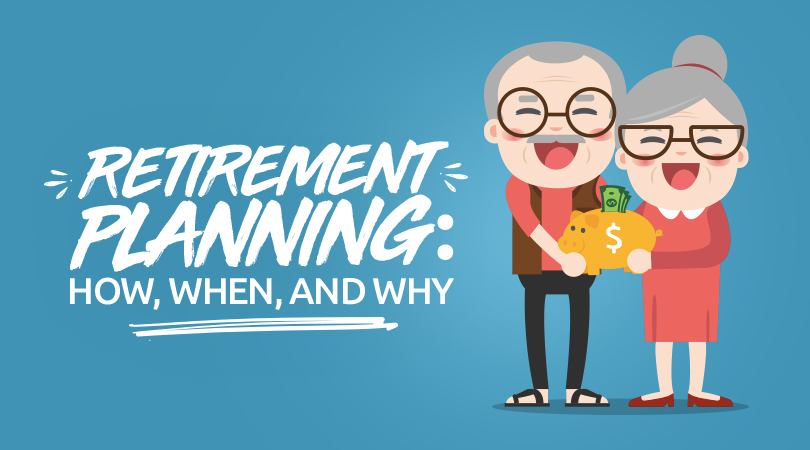 RETIREMENT
PLANNING:
HOW, WHEN, AND WHY
$